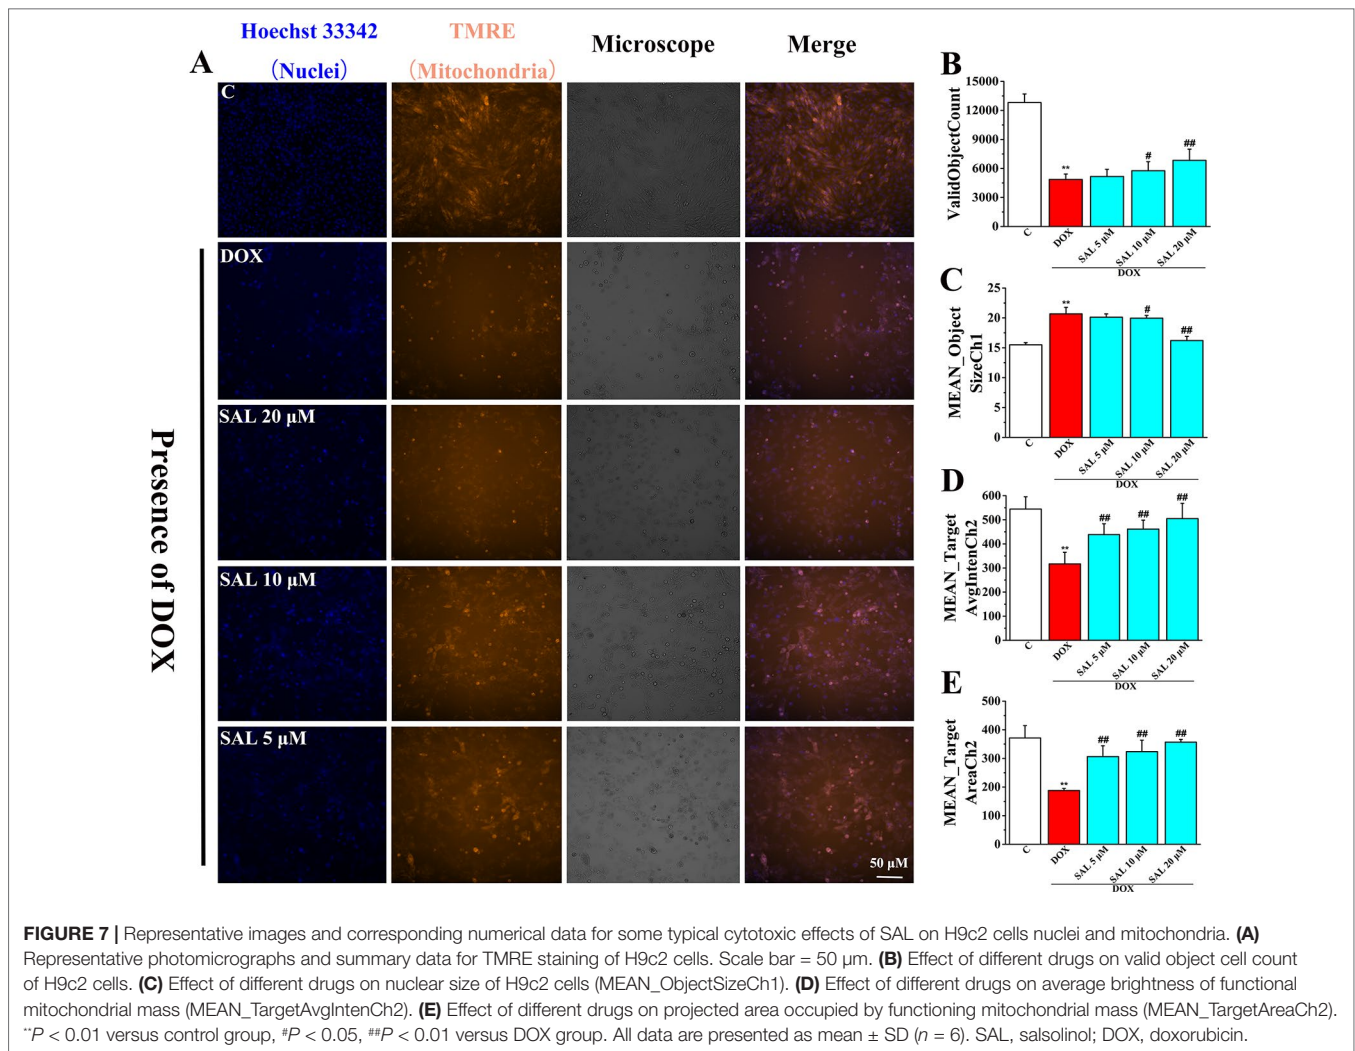 Hoechst 33342
(Nuclei)
TMRE
(Mitochondria)
Microscope
Merge
A
C
DOX
SAL 20 μM
SAL 10 μM
SAL 5 μM
50 μM
Presence of DOX
B
15000
12000
9000
6000
3000
0
ValidObjectCount
**
#
##
C
DOX
SAL 5 μM
SAL 10 μM
SAL 20 μM
DOX
C
25
20
15
10
5
0
MEAN_Object
SizeCh1
**
#
##
C
DOX
SAL 5 μM
SAL 10 μM
SAL 20 μM
DOX
D
600
500
400
300
200
100
0
MEAN_Target
AvgIntenCh2
**
##
##
##
C
DOX
SAL 5 μM
SAL 10 μM
SAL 20 μM
DOX
E
500
400
300
200
100
0
MEAN_Target
AreaCh2
**
##
##
##
C
DOX
SAL 5 μM
SAL 10 μM
SAL 20 μM
DOX
FIGURE 7 | Representative images and corresponding numerical data for some typical cytotoxic effects of SAL on H9c2 cells nuclei and mitochondria. (A)
Representative photomicrographs and summary data for TMRE staining of H9c2 cells. Scale bar = 50 μm. (B) Effect of different drugs on valid object cell count
of H9c2 cells. (C) Effect of different drugs on nuclear size of H9c2 cells (MEAN_ObjectSizeCh1). (D) Effect of different drugs on average brightness of functional
mitochondrial mass (MEAN_TargetAvgIntenCh2). (E) Effect of different drugs on projected area occupied by functioning mitochondrial mass (MEAN_TargetAreaCh2).
**P < 0.01 versus control group, #P < 0.05, ##P < 0.01 versus DOX group. All data are presented as mean ± SD (n = 6). SAL, salsolinol; DOX, doxorubicin.